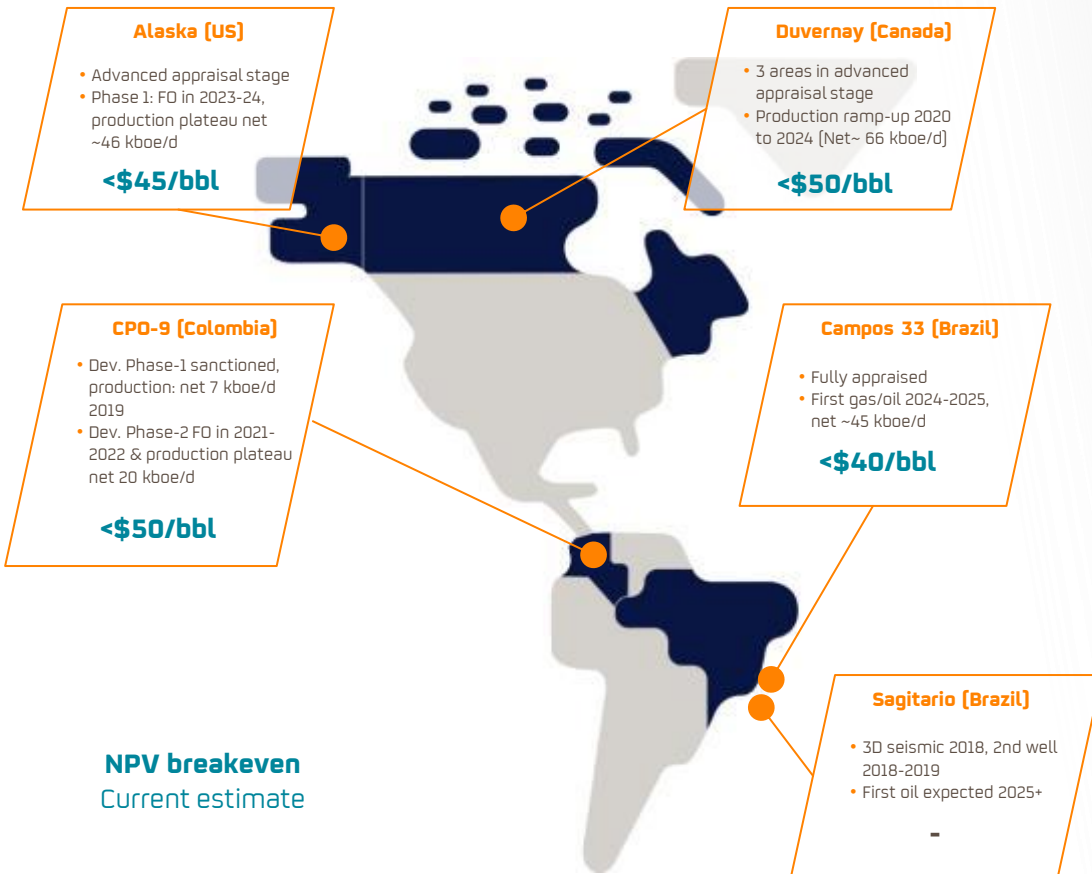 Alaska (US)
• Advanced appraisal stage
• Phase 1: FO in 2023-24,
production plateau net
~46 kboe/d
<$45/bbl
Duvernay (Canada)
• 3 areas in advanced
appraisal stage
• Production ramp-up 2020
to 2024 (Net~ 66 kboe/d)
<$50/bbl
CPO-9 (Colombia)
• Dev. Phase-1 sanctioned,
production: net 7 kboe/d
2019
• Dev. Phase-2 FO in 2021-
2022 & production plateau
net 20 kboe/d
<$50/bbl
Campos 33 (Brazil)
• Fully appraised
• First gas/oil 2024-2025,
net ~45 kboe/d
<$40/bbl
Sagitario (Brazil)
• 3D seismic 2018, 2nd well
2018-2019
• First oil expected 2025+
-
NPV breakeven
Current estimate